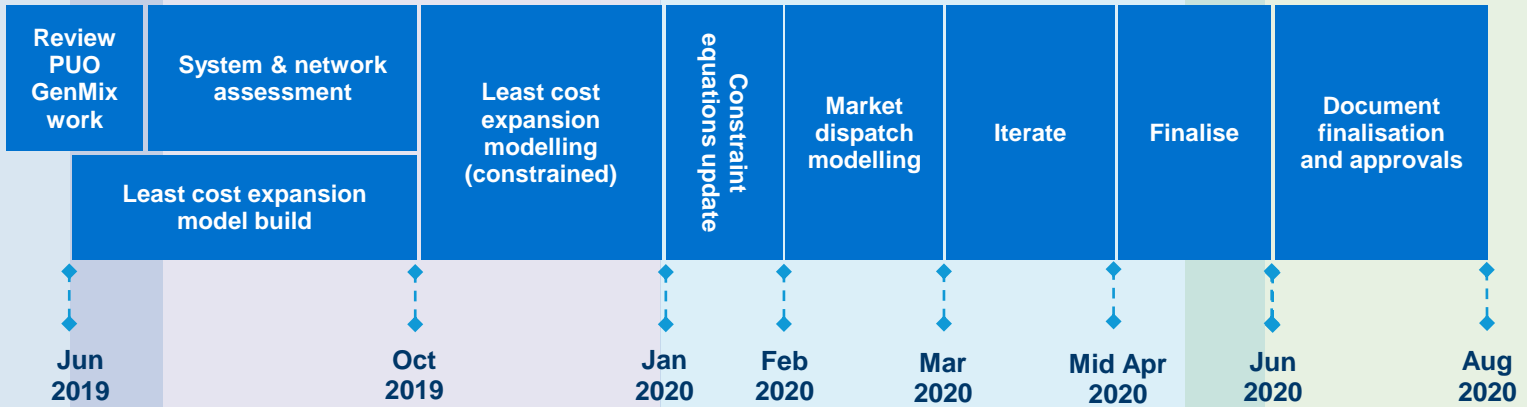 Review
PUO
GenMix
work
System & network
assessment
Least cost expansion
model build
Least cost
expansion
modelling
(constrained)
Constraint
equations update
Market
dispatch
modelling
Iterate
Finalise
Document
finalisation
and approvals
Jun
2019
Oct
2019
Jan
2020
Feb
2020
Mar
2020
Mid Apr
2020
Jun
2020
Aug
2020